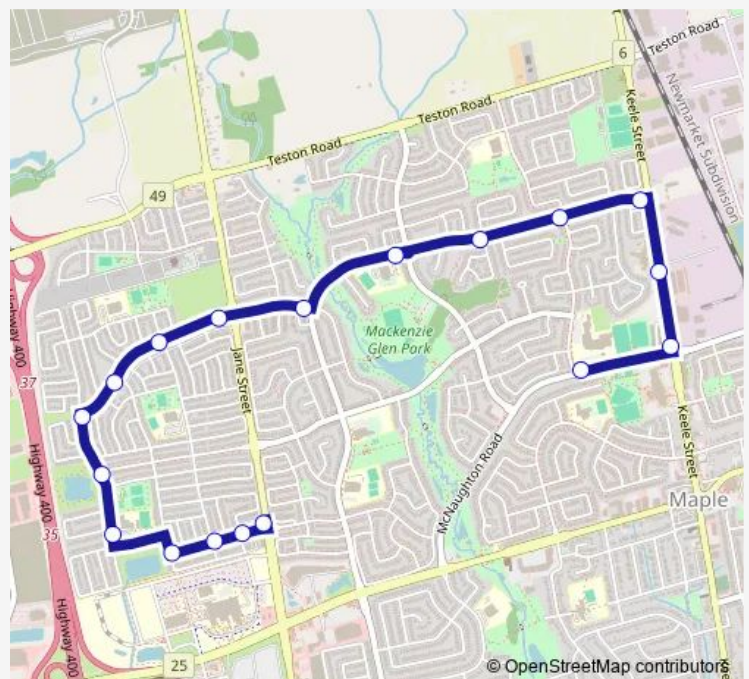 6
Teston Road
Teston Road
Teston Road
Keele Street
Newmarket Subdivision
49
Highway 400
37
Jane Street
Mackenzie
Glen Park
Highway 400
35
McNaughton Road
Keele Street
Maple
Highway 400
25
© OpenStreetMap contributors